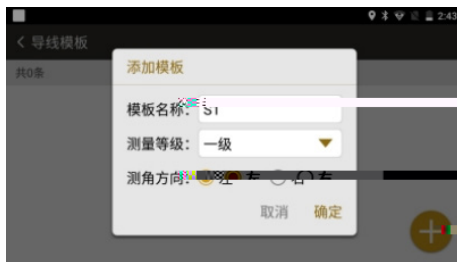 2:43
导线模板
共0条
添加模板
模板名称：
测量等级： 一级
测角方向： 左 右
取消 确定